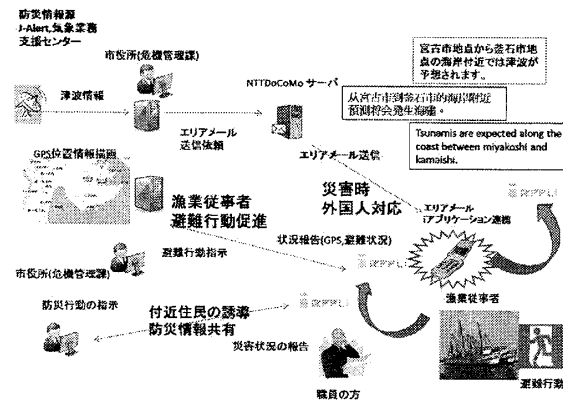 防災情報源
J-Alert,気象業務
支援センター
市役所(危機管理課)
津波情報
NTTDoCoMo サーバ
エリアメール
送信依頼
宮古市地点から釜石市地
点の海岸付近では津波が
予想されます。
从宮古市到釜石市的海岸附近
預測将会发生海嘯。
Tsunamis are expected along the
coast between miyakoshi and
kamaishi.
エリアメール送信
GPS位置情報描画
漁業従事者
避難行動促進
災害時
外国人対応
エリアメール
iアプリケーション連携
避難行動指示
状況報告(GPS,避難状況)
市役所(危機管理課)
漁業従事者
防災行動の指示
付近住民の誘導
防災情報共有
災害状況の報告
職員の方
避難行動